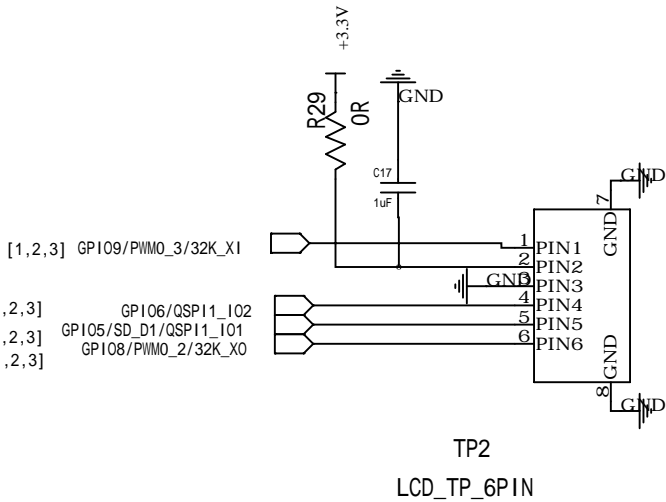 +3.3V
GND
R29
0R
C17
1uF
GND
7
GND
[1,2,3] GPIO9/PWM0_3/32K_XI
1 PIN1
2 PIN2
GND
3 PIN3
,2,3] GPIO6/QSPI1_IO2
4 PIN4
,2,3] GPIO5/SD_D1/QSPI1_IO1
5 PIN5
,2,3] GPIO8/PWM0_2/32K_XO
6 PIN6
GND
8
GND
TP2
LCD_TP_6PIN